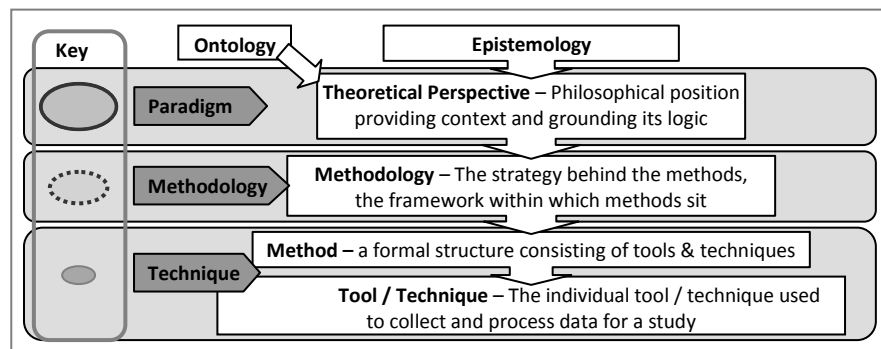 Key
Ontology
Epistemology
Paradigm
Theoretical Perspective – Philosophical position
providing context and grounding its logic
Methodology
Methodology – The strategy behind the methods,
the framework within which methods sit
Technique
Method – a formal structure consisting of tools & techniques
Tool / Technique – The individual tool / technique used
to collect and process data for a study